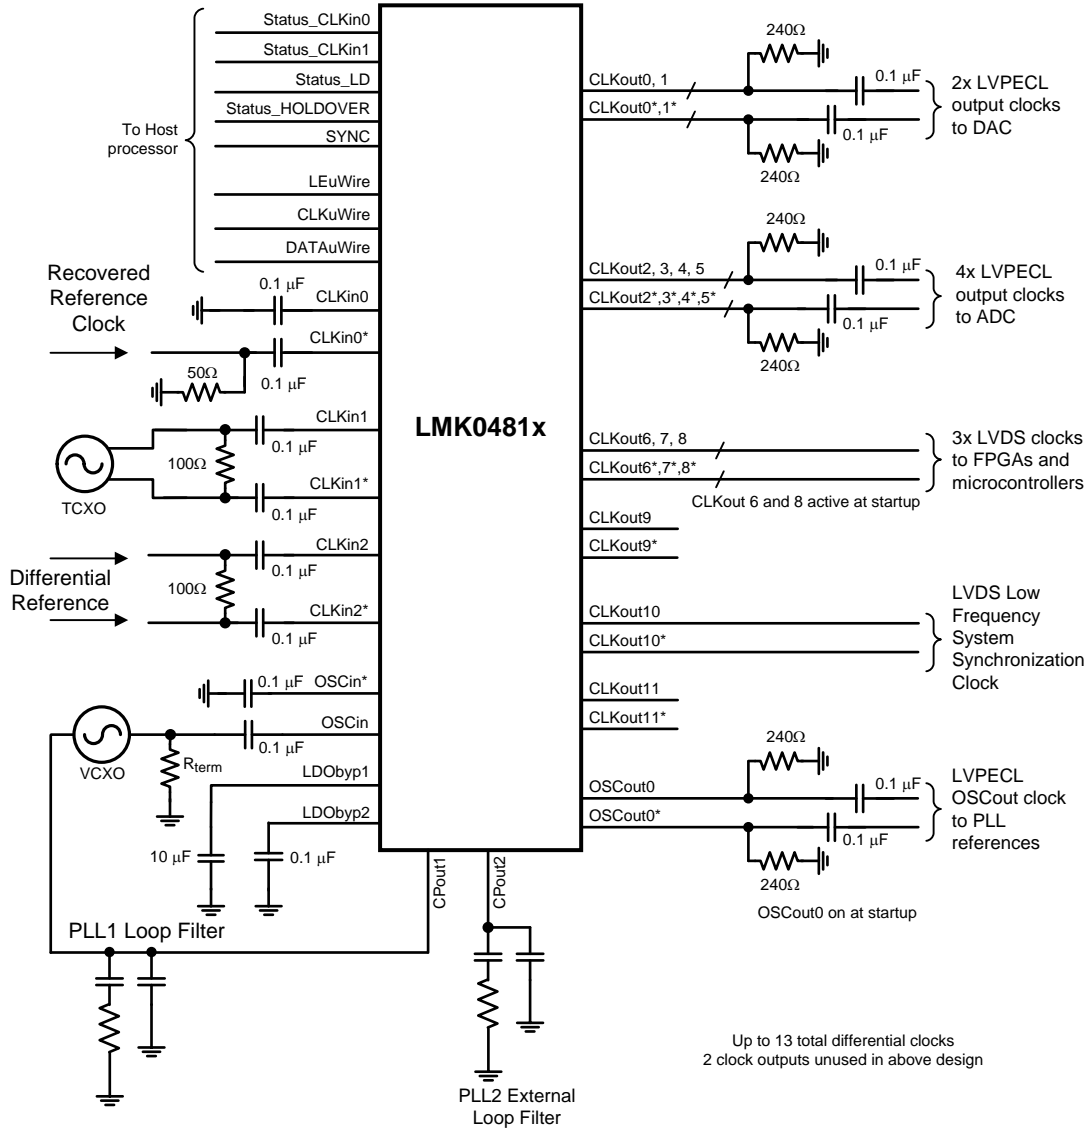 Status_CLKin0
Status_CLKin1
Status_LD
Status_HOLDOVER
SYNC
To Host
processor
LEuWire
CLKuWire
DATAuWire
Recovered
Reference
Clock
0.1 µF
CLKin0
CLKin0*
50Ω
0.1 µF
CLKin1
0.1 µF
100Ω
CLKin1*
0.1 µF
TCXO
CLKin2
0.1 µF
Differential
Reference
100Ω
CLKin2*
0.1 µF
0.1 µF
OSCin*
OSCin
0.1 µF
VCXO
Rterm
LDObyp1
LDObyp2
10 µF
0.1 µF
CPout1
CPout2
PLL1 Loop Filter
PLL2 External
Loop Filter
LMK0481x
240Ω
CLKout0, 1
0.1 µF
CLKout0*,1*
0.1 µF
240Ω
2x LVPECL
output clocks
to DAC
240Ω
CLKout2, 3, 4, 5
0.1 µF
CLKout2*,3*,4*,5*
0.1 µF
240Ω
4x LVPECL
output clocks
to ADC
CLKout6, 7, 8
CLKout6*,7*,8*
CLKout 6 and 8 active at startup
3x LVDS clocks
to FPGAs and
microcontrollers
CLKout9
CLKout9*
CLKout10
CLKout10*
LVDS Low
Frequency
System
Synchronization
Clock
CLKout11
CLKout11*
240Ω
OSCout0
0.1 µF
OSCout0*
0.1 µF
240Ω
LVPECL
OSCout clock
to PLL
references
OSCout0 on at startup
Up to 13 total differential clocks
2 clock outputs unused in above design